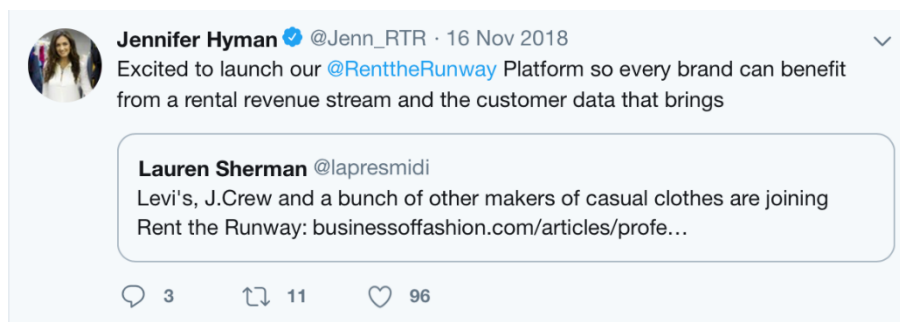 Jennifer Hyman @Jenn_RTR · 16 Nov 2018
Excited to launch our @RenttheRunway Platform so every brand can benefit
from a rental revenue stream and the customer data that brings
Lauren Sherman @lapresmidi
Levi's, J.Crew and a bunch of other makers of casual clothes are joining
Rent the Runway: businessoffashion.com/articles/profe…
3 11 96